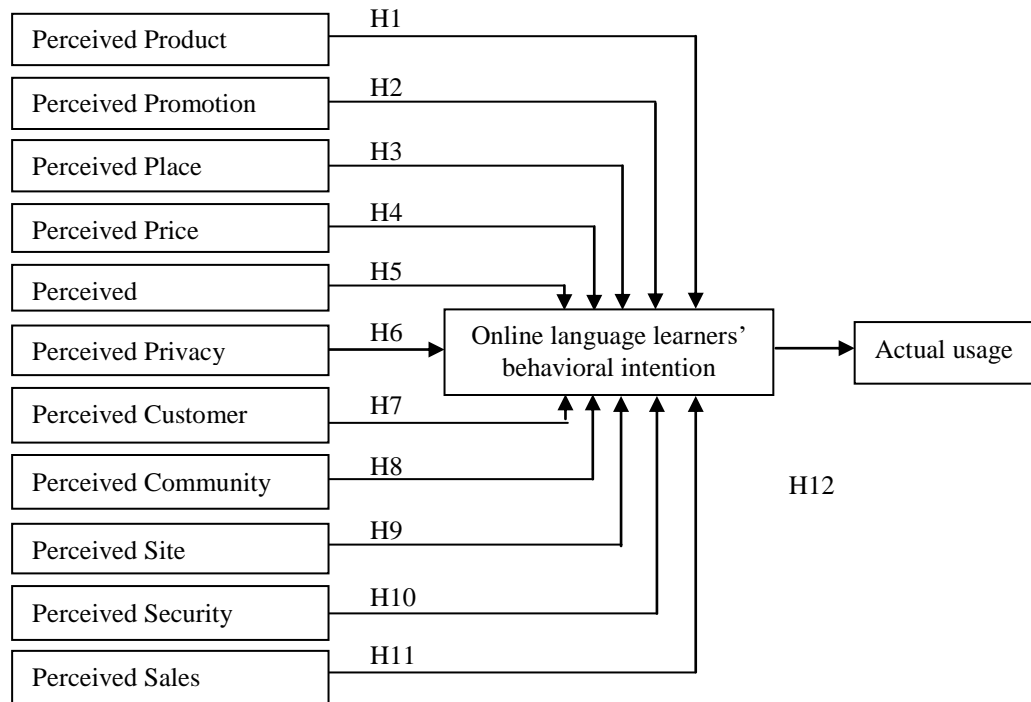 Perceived Product
H1
Perceived Promotion
H2
Perceived Place
H3
Perceived Price
H4
Perceived
H5
Perceived Privacy
H6
Perceived Customer
H7
Perceived Community
H8
Perceived Site
H9
Perceived Security
H10
Perceived Sales
H11
Online language learners’
behavioral intention
Actual usage
H12